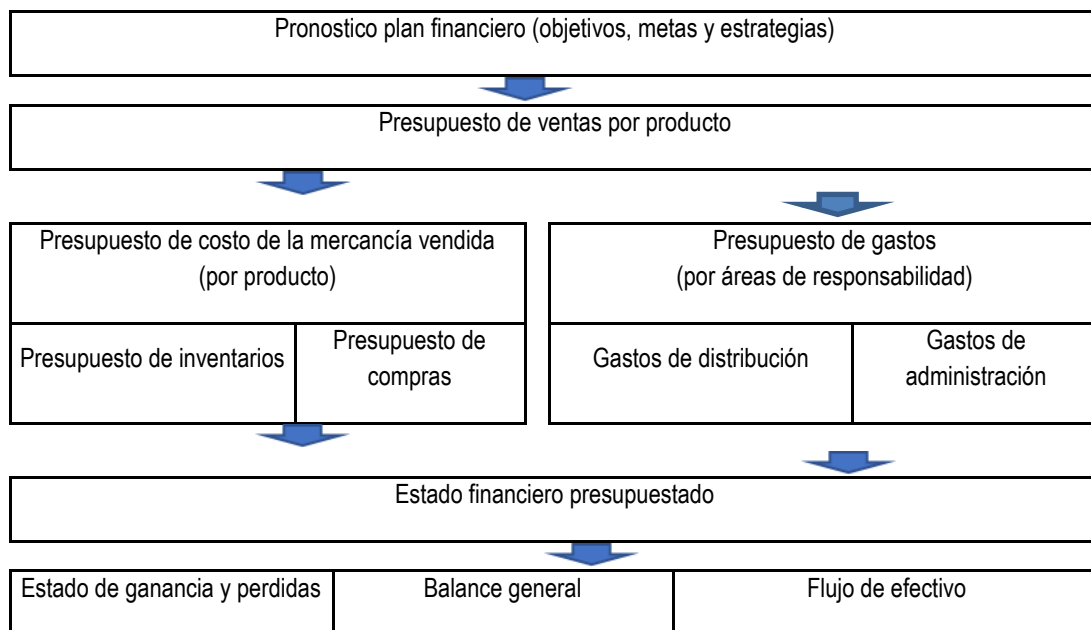 Pronostico plan financiero (objetivos, metas y estrategias)
Presupuesto de ventas por producto
Presupuesto de costo de la mercancía vendida
(por producto)
Presupuesto de gastos
(por áreas de responsabilidad)
Presupuesto de inventarios
Presupuesto de
compras
Gastos de distribución
Gastos de
administración
Estado financiero presupuestado
Estado de ganancia y perdidas
Balance general
Flujo de efectivo